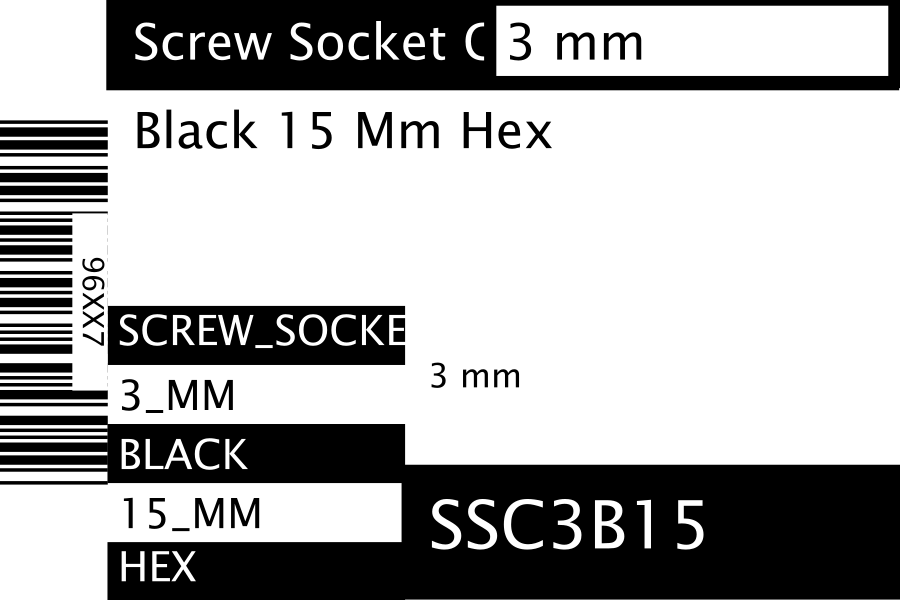 Screw Socket
3 mm
Black 15 Mm Hex
96XX7
SCREW_SOCKE
3_MM
3 mm
BLACK
15_MM
SSC3B15
HEX